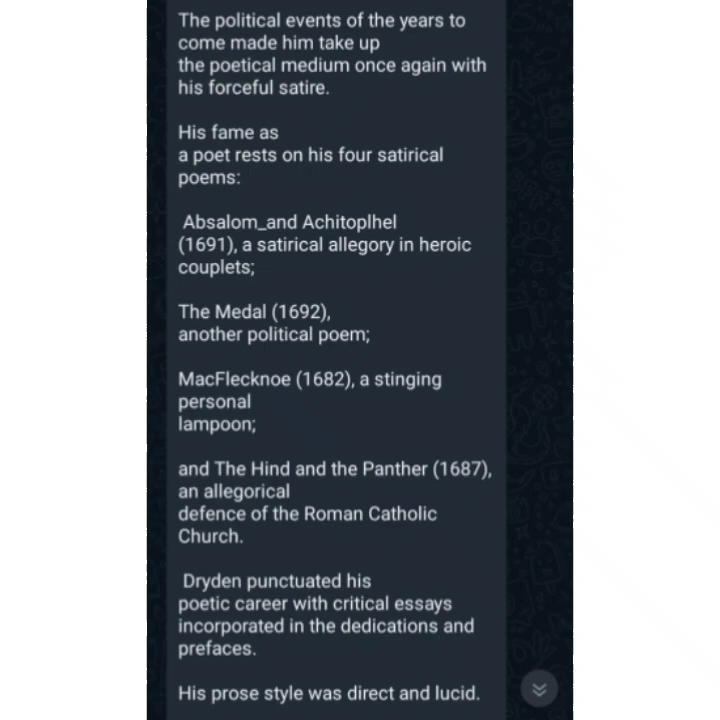 The political events of the years to
come made him take up
the poetical medium once again with
his forceful satire.
His fame as
a poet rests on his four satirical
poems:
Absalom_and Achitoplhel
(1691), a satirical allegory in heroic
couplets;
The Medal (1692),
another political poem;
MacFlecknoe (1682), a stinging
personal
lampoon;
and The Hind and the Panther (1687),
an allegorical
defence of the Roman Catholic
Church.
Dryden punctuated his
poetic career with critical essays
incorporated in the dedications and
prefaces.
His prose style was direct and lucid.